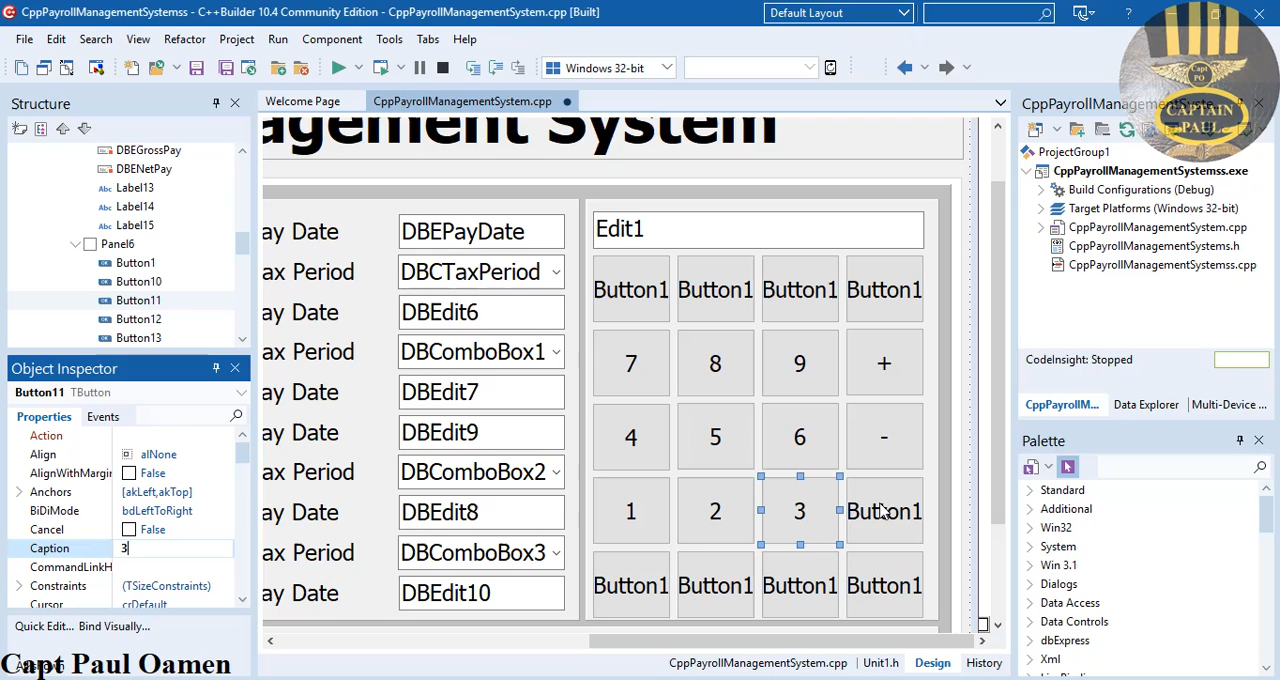 CppPayrollManagementSystemss - C++Builder 10.4 Community Edition - CppPayrollManagementSystem.cpp [Built]
Default Layout
File Edit Search View Refactor Project Run Component Tools Tabs Help
Windows 32-bit
Structure
DBEGrossPay
DBENetPay
Label13
Label14
Label15
Panel6
Button1
Button10
Button11
Button12
Button13
Object Inspector
Button11 TButton
Properties Events
Action
Align alNone
AlignWithMargin False
Anchors [akLeft,akTop]
BiDiMode bdLeftToRight
Cancel False
Caption 3
CommandLinkH
Constraints (TSizeConstraints)
Cursor crDefault
Quick Edit... Bind Visually...
Capt Paul Oamen
Welcome Page CppPayrollManagementSystem.cpp
agement System
ay Date DBEPayDate
ax Period DBCTaxPeriod
ay Date DBEdit6
ax Period DBComboBox1
ay Date DBEdit7
ay Date DBEdit9
ax Period DBComboBox2
ay Date DBEdit8
ax Period DBComboBox3
ay Date DBEdit10
Edit1
Button1 Button1 Button1 Button1
7 8 9 +
4 5 6 -
1 2 3 Button1
Button1 Button1 Button1 Button1
CppPayrollManagementSystem.cpp Unit1.h Design History
CppPayrollManagementSyste
Capt
PO
CAPTAIN
PAUL
ProjectGroup1
CppPayrollManagementSystemss.exe
Build Configurations (Debug)
Target Platforms (Windows 32-bit)
CppPayrollManagementSystem.cpp
CppPayrollManagementSystems.h
CppPayrollManagementSystemss.cpp
CodeInsight: Stopped
CppPayrollM... Data Explorer Multi-Device ...
Palette
Standard
Additional
Win32
System
Win 3.1
Dialogs
Data Access
Data Controls
dbExpress
Xml